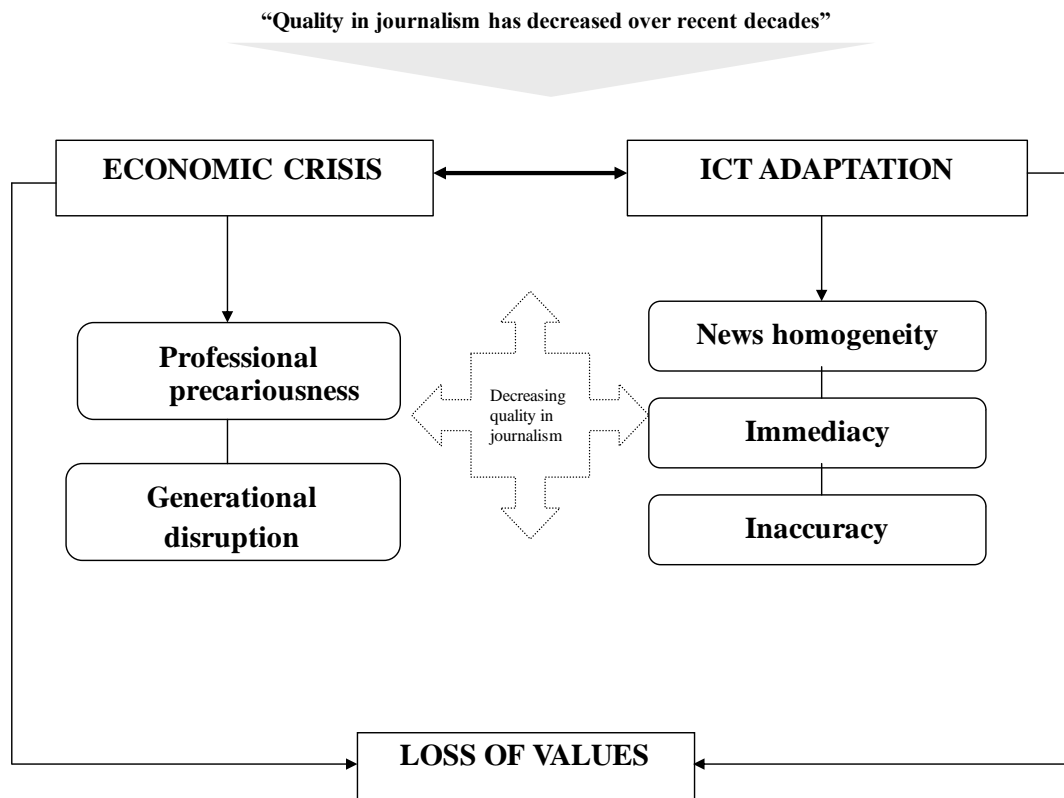 “Quality in journalism has decreased over recent decades”
ECONOMIC CRISIS
ICT ADAPTATION
Professional
precariousness
Generational
disruption
Decreasing
quality in
journalism
News homogeneity
Immediacy
Inaccuracy
LOSS OF VALUES